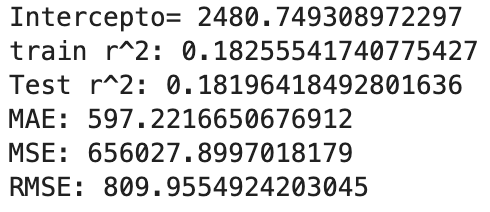 Intercepto= 2480.749308972297
train r^2: 0.18255541740775427
Test r^2: 0.18196418492801636
MAE: 597.2216650676912
MSE: 656027.8997018179
RMSE: 809.9554924203045